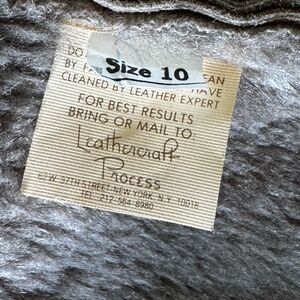 DO
Size 10
BY
CAN
HAVE
CLEANED BY LEATHER EXPERT
FOR BEST RESULTS
BRING OR MAIL TO:
Leathercraft
Process
62 W. 37TH STREET-NEW YORK, N.Y. 10018
TEL. 212-564-8980